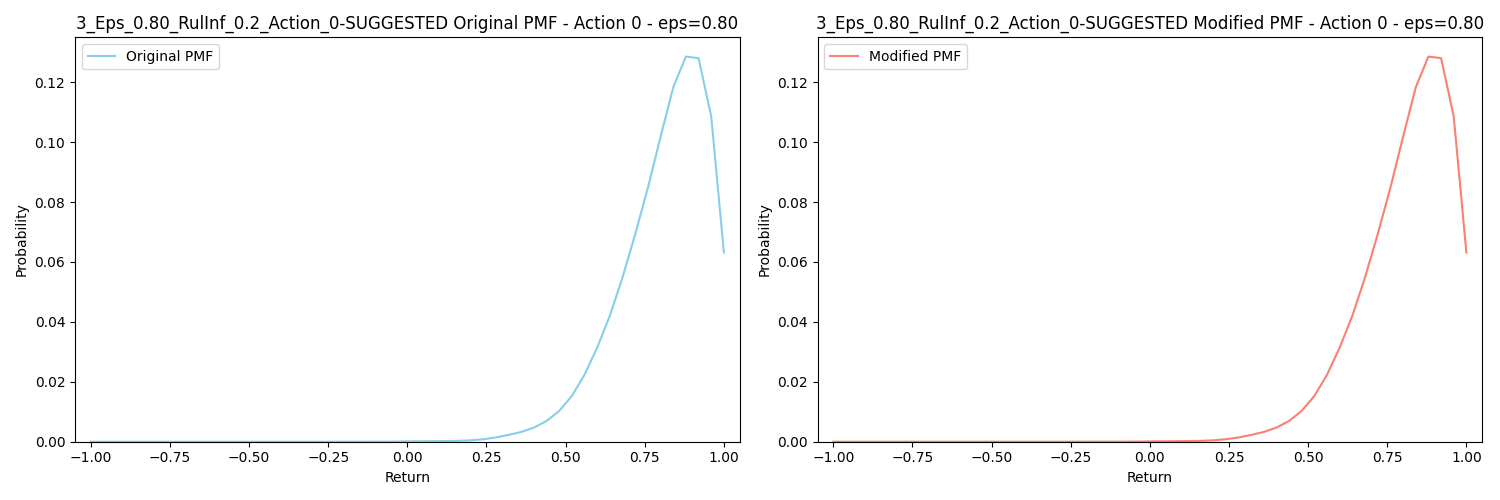 3_Eps_0.80_RulInf_0.2_Action_0-SUGGESTED Original PMF - Action 0 - eps=0.80
Original PMF
Probability
0.12
0.10
0.08
0.06
0.04
0.02
0.00
−1.00 −0.75 −0.50 −0.25 0.00 0.25 0.50 0.75 1.00
Return
3_Eps_0.80_RulInf_0.2_Action_0-SUGGESTED Modified PMF - Action 0 - eps=0.80
Modified PMF
Probability
0.12
0.10
0.08
0.06
0.04
0.02
0.00
−1.00 −0.75 −0.50 −0.25 0.00 0.25 0.50 0.75 1.00
Return